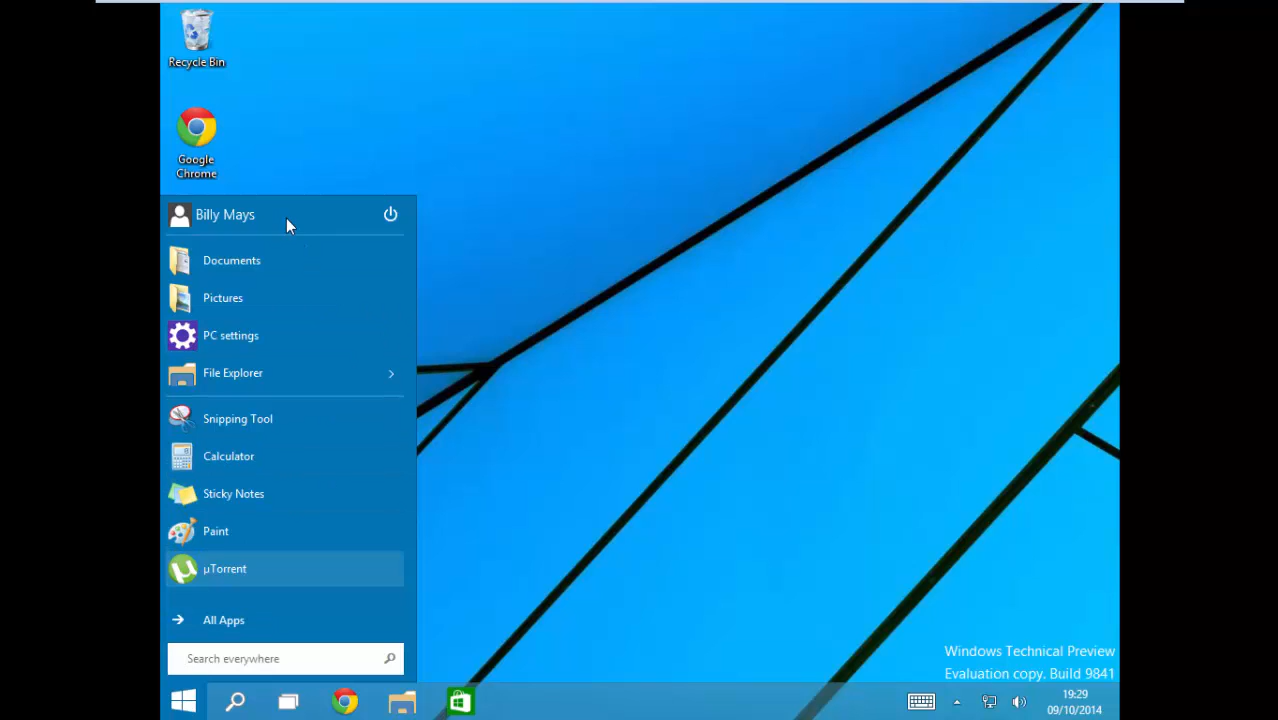 Recycle Bin
Google
Chrome
Billy Mays
Documents
Pictures
PC settings
File Explorer
Snipping Tool
Calculator
Sticky Notes
Paint
µTorrent
All Apps
Search everywhere
Windows Technical Preview
Evaluation copy. Build 9841
19:29
09/10/2014